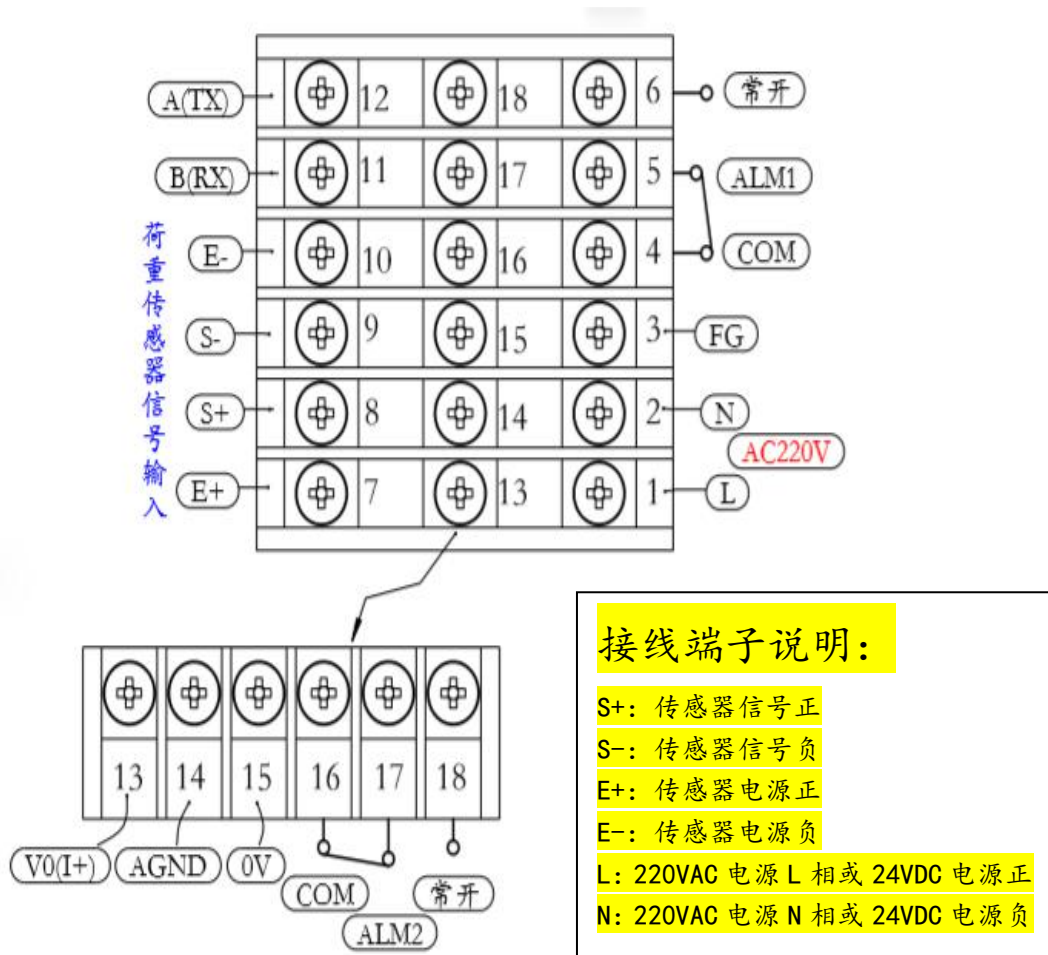 A(TX) 12 18 6 常开
B(RX) 11 17 5 ALM1
E- 10 16 4 COM
S- 9 15 3 FG
S+ 8 14 2 N
AC220V
E+ 7 13 1 L
荷重传感器信号输入
13 14 15 16 17 18
V0(I+) AGND 0V COM 常开
ALM2
接线端子说明：
S+: 传感器信号正
S-: 传感器信号负
E+: 传感器电源正
E-: 传感器电源负
L: 220VAC 电源 L 相或 24VDC 电源正
N: 220VAC 电源 N 相或 24VDC 电源负